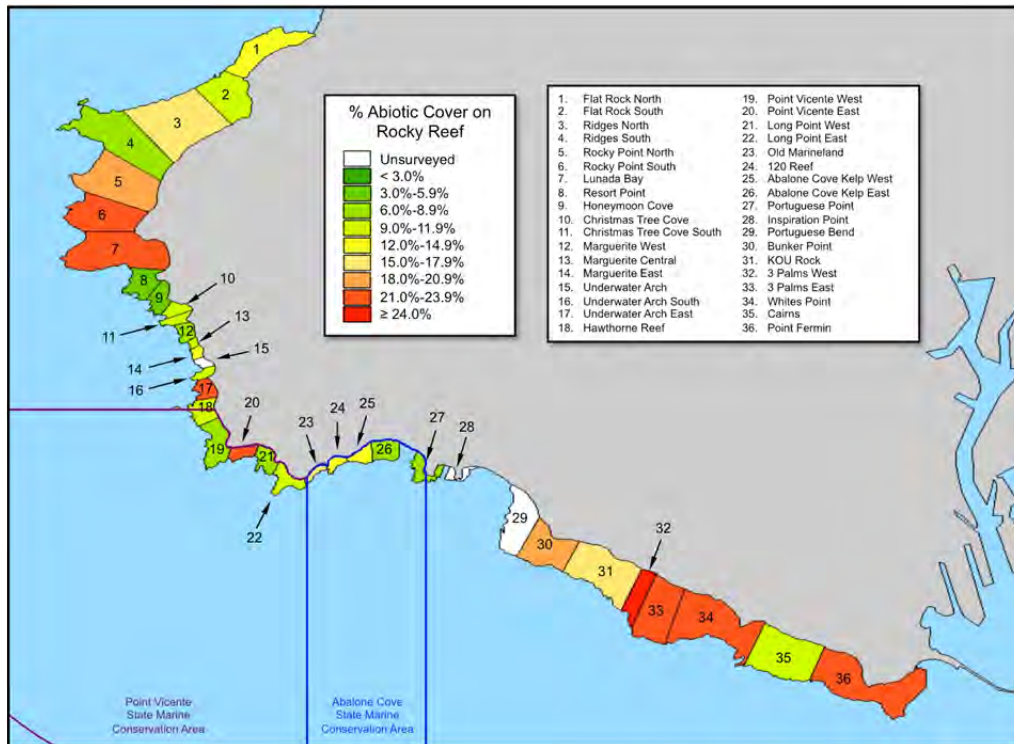 1
2
3
4
5
6
7
8
9
10
11
12
13
14
15
16
17
18
19
20
21
22
23
24
25
26
27
28
29
30
31
32
33
34
35
36
% Abiotic Cover on
Rocky Reef
Unsurveyed
< 3.0%
3.0%-5.9%
6.0%-8.9%
9.0%-11.9%
12.0%-14.9%
15.0%-17.9%
18.0%-20.9%
21.0%-23.9%
≥ 24.0%
1. Flat Rock North
2. Flat Rock South
3. Ridges North
4. Ridges South
5. Rocky Point North
6. Rocky Point South
7. Lunada Bay
8. Resort Point
9. Honeymoon Cove
10. Christmas Tree Cove
11. Christmas Tree Cove South
12. Marguerite West
13. Marguerite Central
14. Marguerite East
15. Underwater Arch
16. Underwater Arch South
17. Underwater Arch East
18. Hawthorne Reef
19. Point Vicente West
20. Point Vicente East
21. Long Point West
22. Long Point East
23. Old Marineland
24. 120 Reef
25. Abalone Cove Kelp West
26. Abalone Cove Kelp East
27. Portuguese Point
28. Inspiration Point
29. Portuguese Bend
30. Bunker Point
31. KOU Rock
32. 3 Palms West
33. 3 Palms East
34. Whites Point
35. Cairns
36. Point Fermin
Point Vicente
State Marine
Conservation Area
Abalone Cove
State Marine
Conservation Area